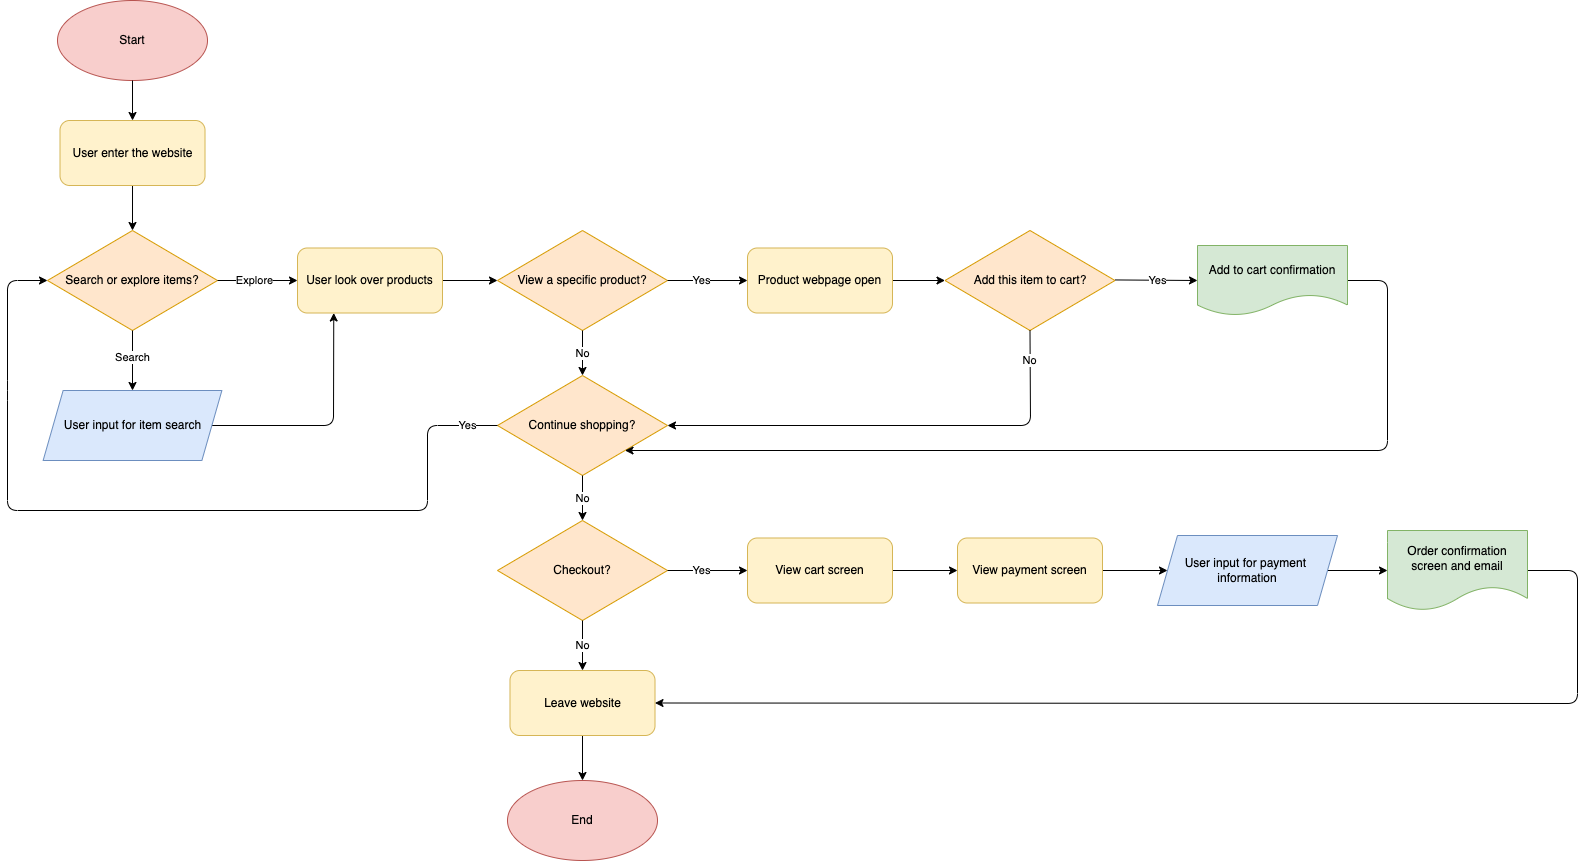 Start
User enter the website
Search or explore items?
Explore
User look over products
View a specific product?
Yes
Product webpage open
Add this item to cart?
Yes
Add to cart confirmation
Search
No
No
User input for item search
Yes
Continue shopping?
No
Checkout?
Yes
View cart screen
View payment screen
User input for payment
information
Order confirmation
screen and email
No
Leave website
End